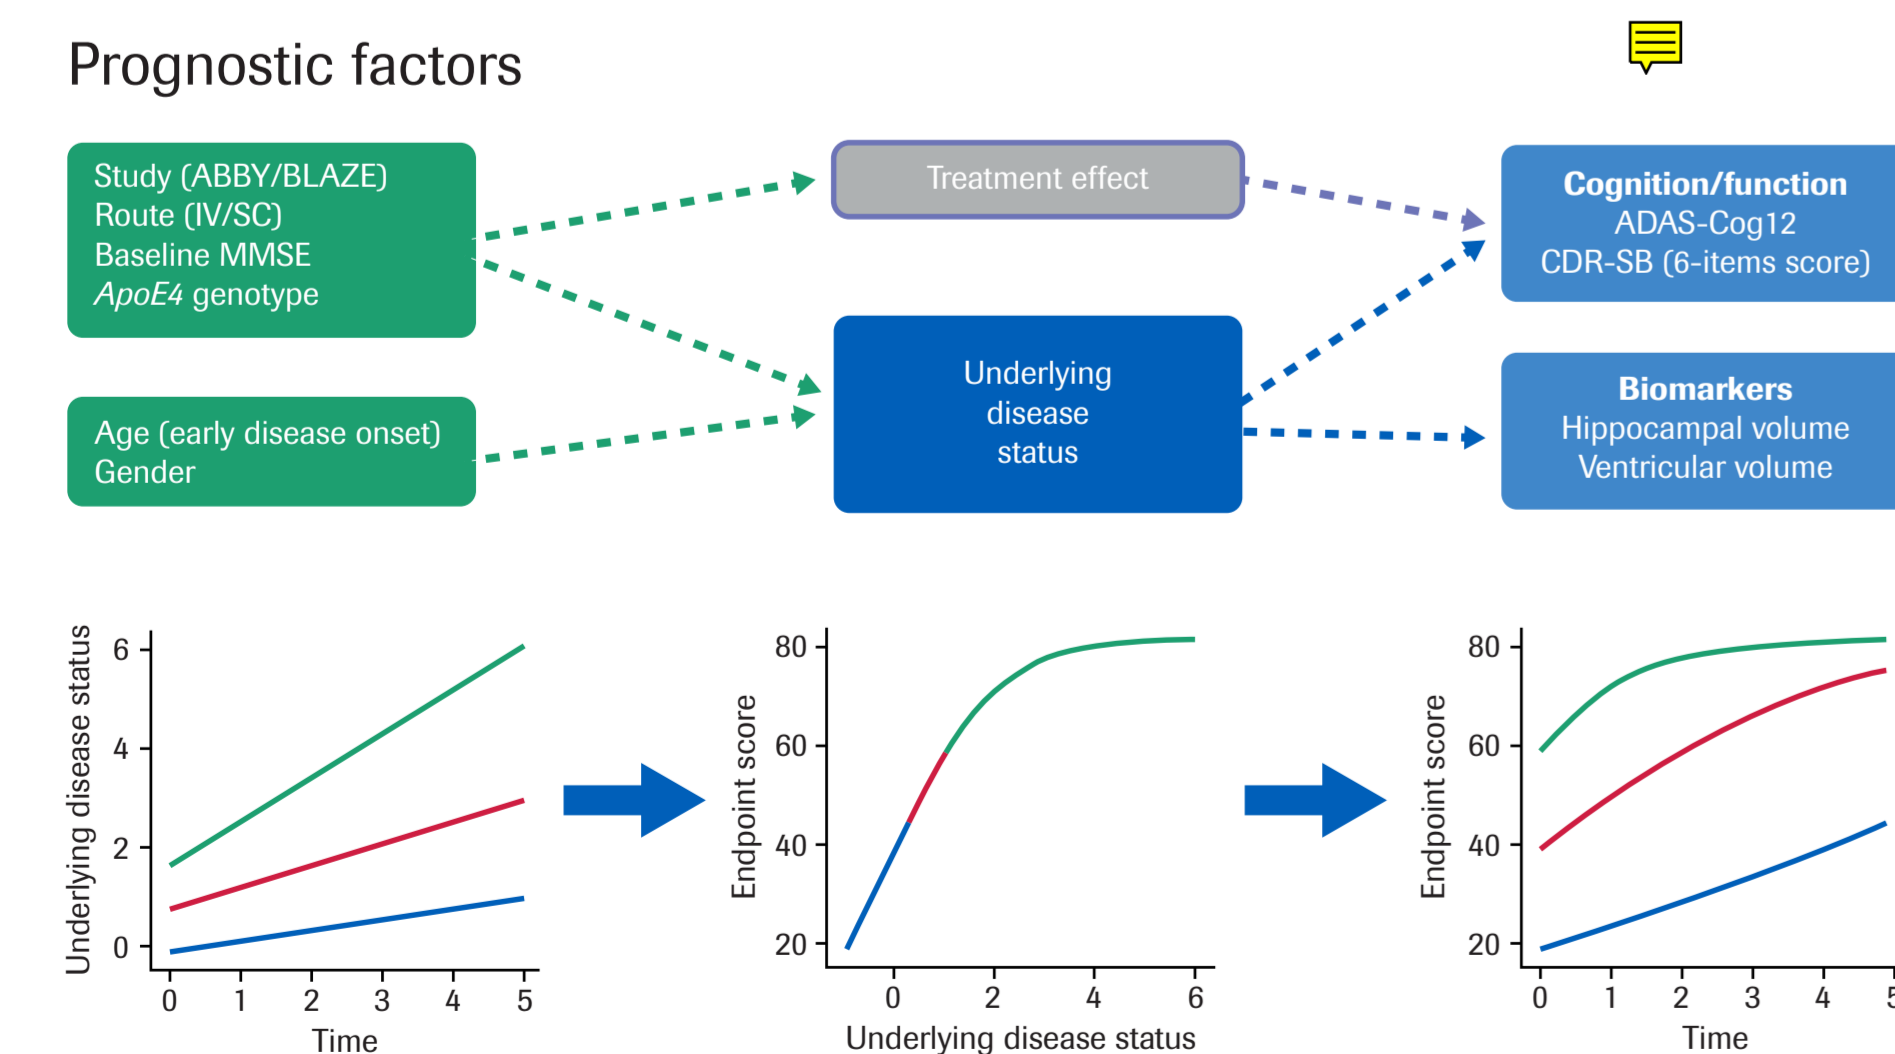 Prognostic factors
Study (ABBY/BLAZE)
Route (IV/SC)
Baseline MMSE
ApoE4 genotype
Age (early disease onset)
Gender
Treatment effect
Underlying
disease
status
Cognition/function
ADAS-Cog12
CDR-SB (6-items score)
Biomarkers
Hippocampal volume
Ventricular volume
Underlying disease status
6
4
2
0
0 1 2 3 4 5
Time
Endpoint score
80
60
40
20
0 2 4 6
Underlying disease status
Endpoint score
80
60
40
20
0 1 2 3 4 5
Time